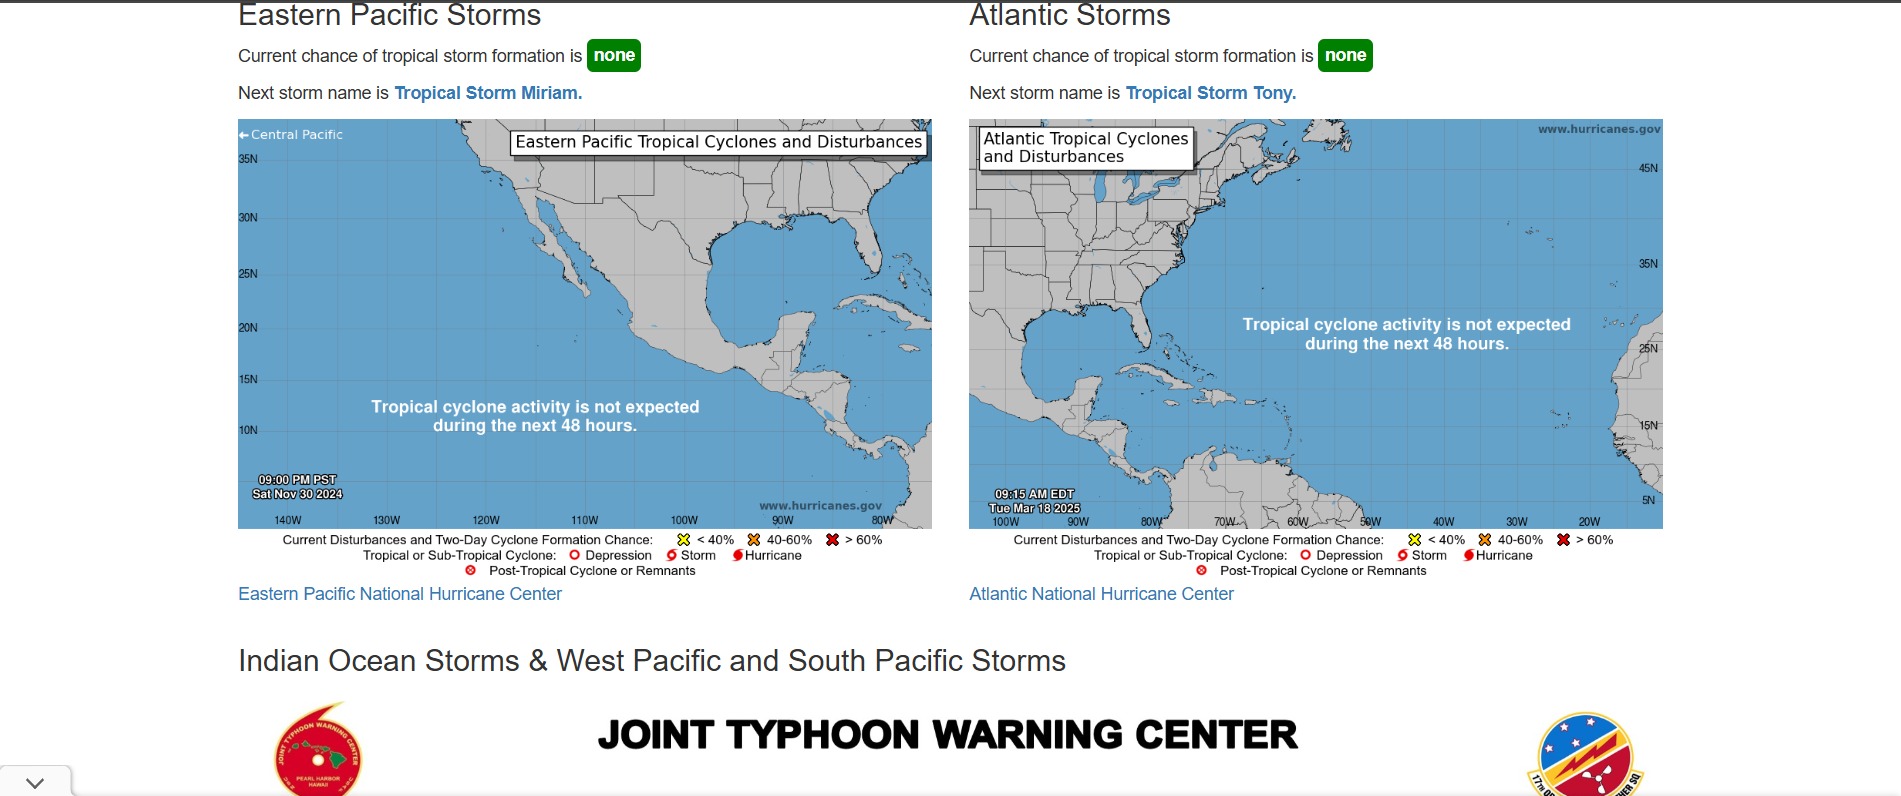 Eastern Pacific Storms
Current chance of tropical storm formation is none
Next storm name is Tropical Storm Miriam.
Central Pacific
Eastern Pacific Tropical Cyclones and Disturbances
35N
30N
25N
20N
15N
10N
Tropical cyclone activity is not expected
during the next 48 hours.
09:00 PM PST
Sat Nov 30 2024
www.hurricanes.gov
140W 130W 120W 110W 100W 90W 80W
Current Disturbances and Two-Day Cyclone Formation Chance: < 40% 40-60% > 60%
Tropical or Sub-Tropical Cyclone: Depression Storm Hurricane
Post-Tropical Cyclone or Remnants
Eastern Pacific National Hurricane Center
Atlantic Storms
Current chance of tropical storm formation is none
Next storm name is Tropical Storm Tony.
Atlantic Tropical Cyclones
and Disturbances
www.hurricanes.gov
45N
35N
25N
15N
5N
Tropical cyclone activity is not expected
during the next 48 hours.
09:15 AM EDT
Tue Mar 18 2025
100W 90W 80W 70W 60W 50W 40W 30W 20W
Current Disturbances and Two-Day Cyclone Formation Chance: < 40% 40-60% > 60%
Tropical or Sub-Tropical Cyclone: Depression Storm Hurricane
Post-Tropical Cyclone or Remnants
Atlantic National Hurricane Center
Indian Ocean Storms & West Pacific and South Pacific Storms
JOINT TYPHOON WARNING CENTER
PEARL HARBOR
HAWAII
JOINT TYPHOON WARNING CENTER
17TH
SQ